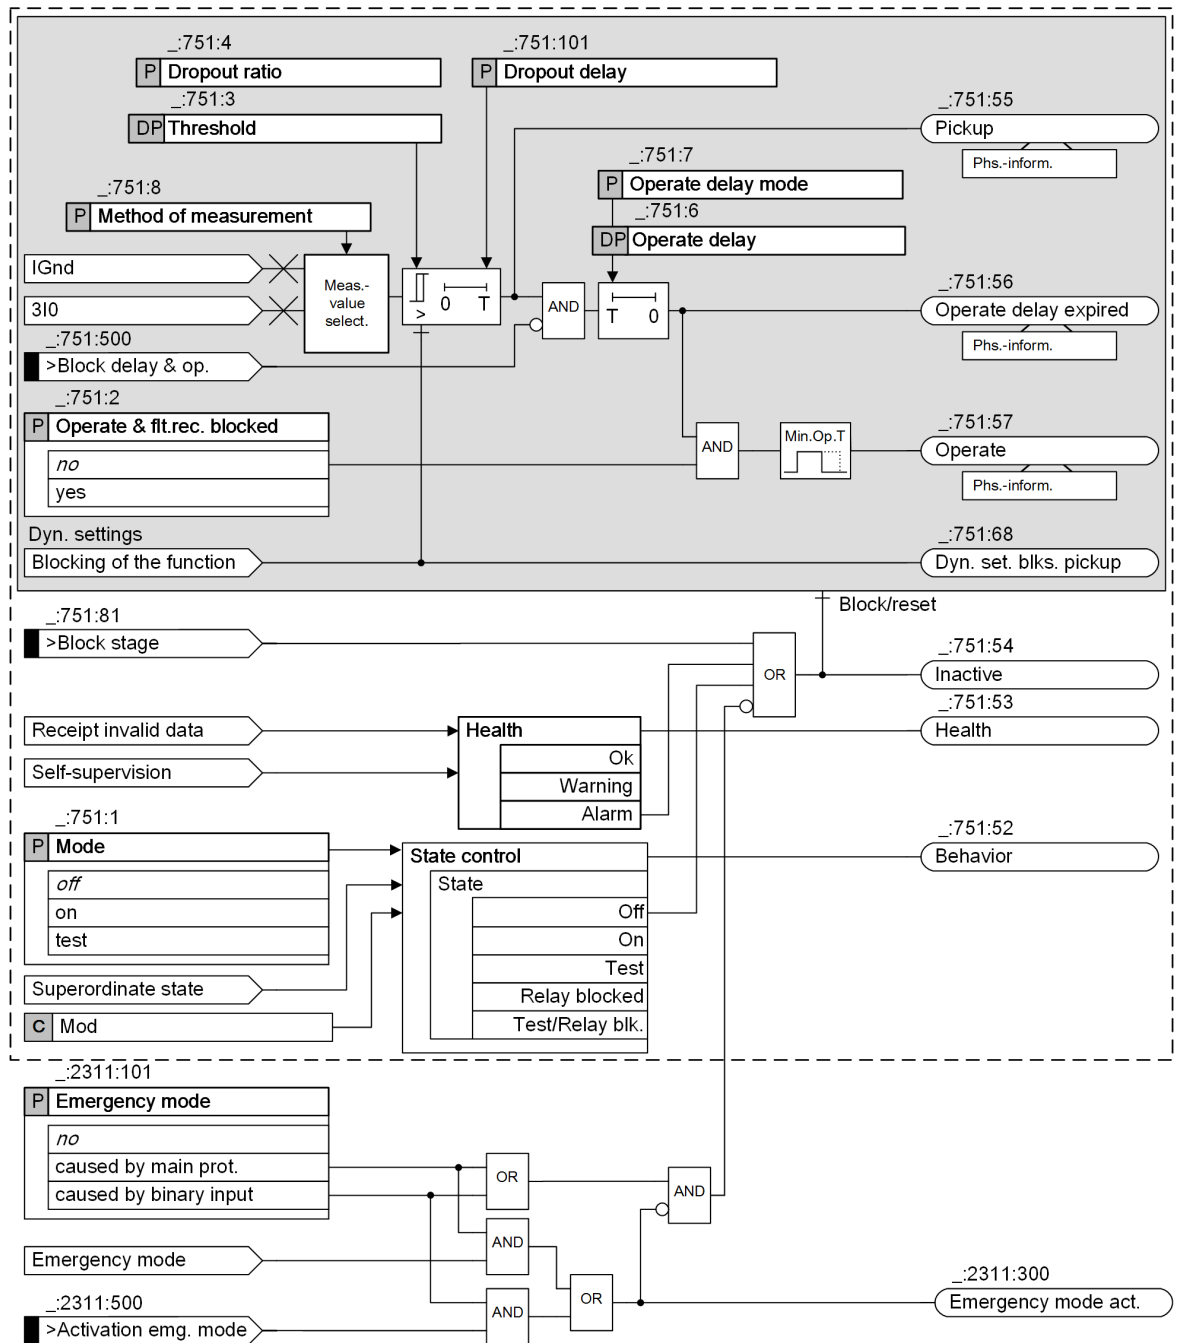 _:751:4
P Dropout ratio
_:751:101
P Dropout delay
_:751:3
DP Threshold
_:751:55
Pickup
Phs.-inform.
_:751:7
P Operate delay mode
_:751:8
P Method of measurement
_:751:6
DP Operate delay
IGnd
Meas.-
value
select.
0 T
>
3I0
AND
T 0
_:751:56
Operate delay expired
Phs.-inform.
_:751:500
>Block delay & op.
_:751:2
P Operate & flt.rec. blocked
no
yes
AND
Min.Op.T
_:751:57
Operate
Phs.-inform.
Dyn. settings
Blocking of the function
_:751:68
Dyn. set. blks. pickup
Block/reset
_:751:81
>Block stage
OR
_:751:54
Inactive
_:751:53
Health
Receipt invalid data
Self-supervision
Health
Ok
Warning
Alarm
_:751:1
P Mode
off
on
test
State control
State
Off
On
Test
Relay blocked
Test/Relay blk.
_:751:52
Behavior
Superordinate state
C Mod
_:2311:101
P Emergency mode
no
caused by main prot.
caused by binary input
OR
AND
AND
Emergency mode
_:2311:500
>Activation emg. mode
AND
OR
_:2311:300
Emergency mode act.